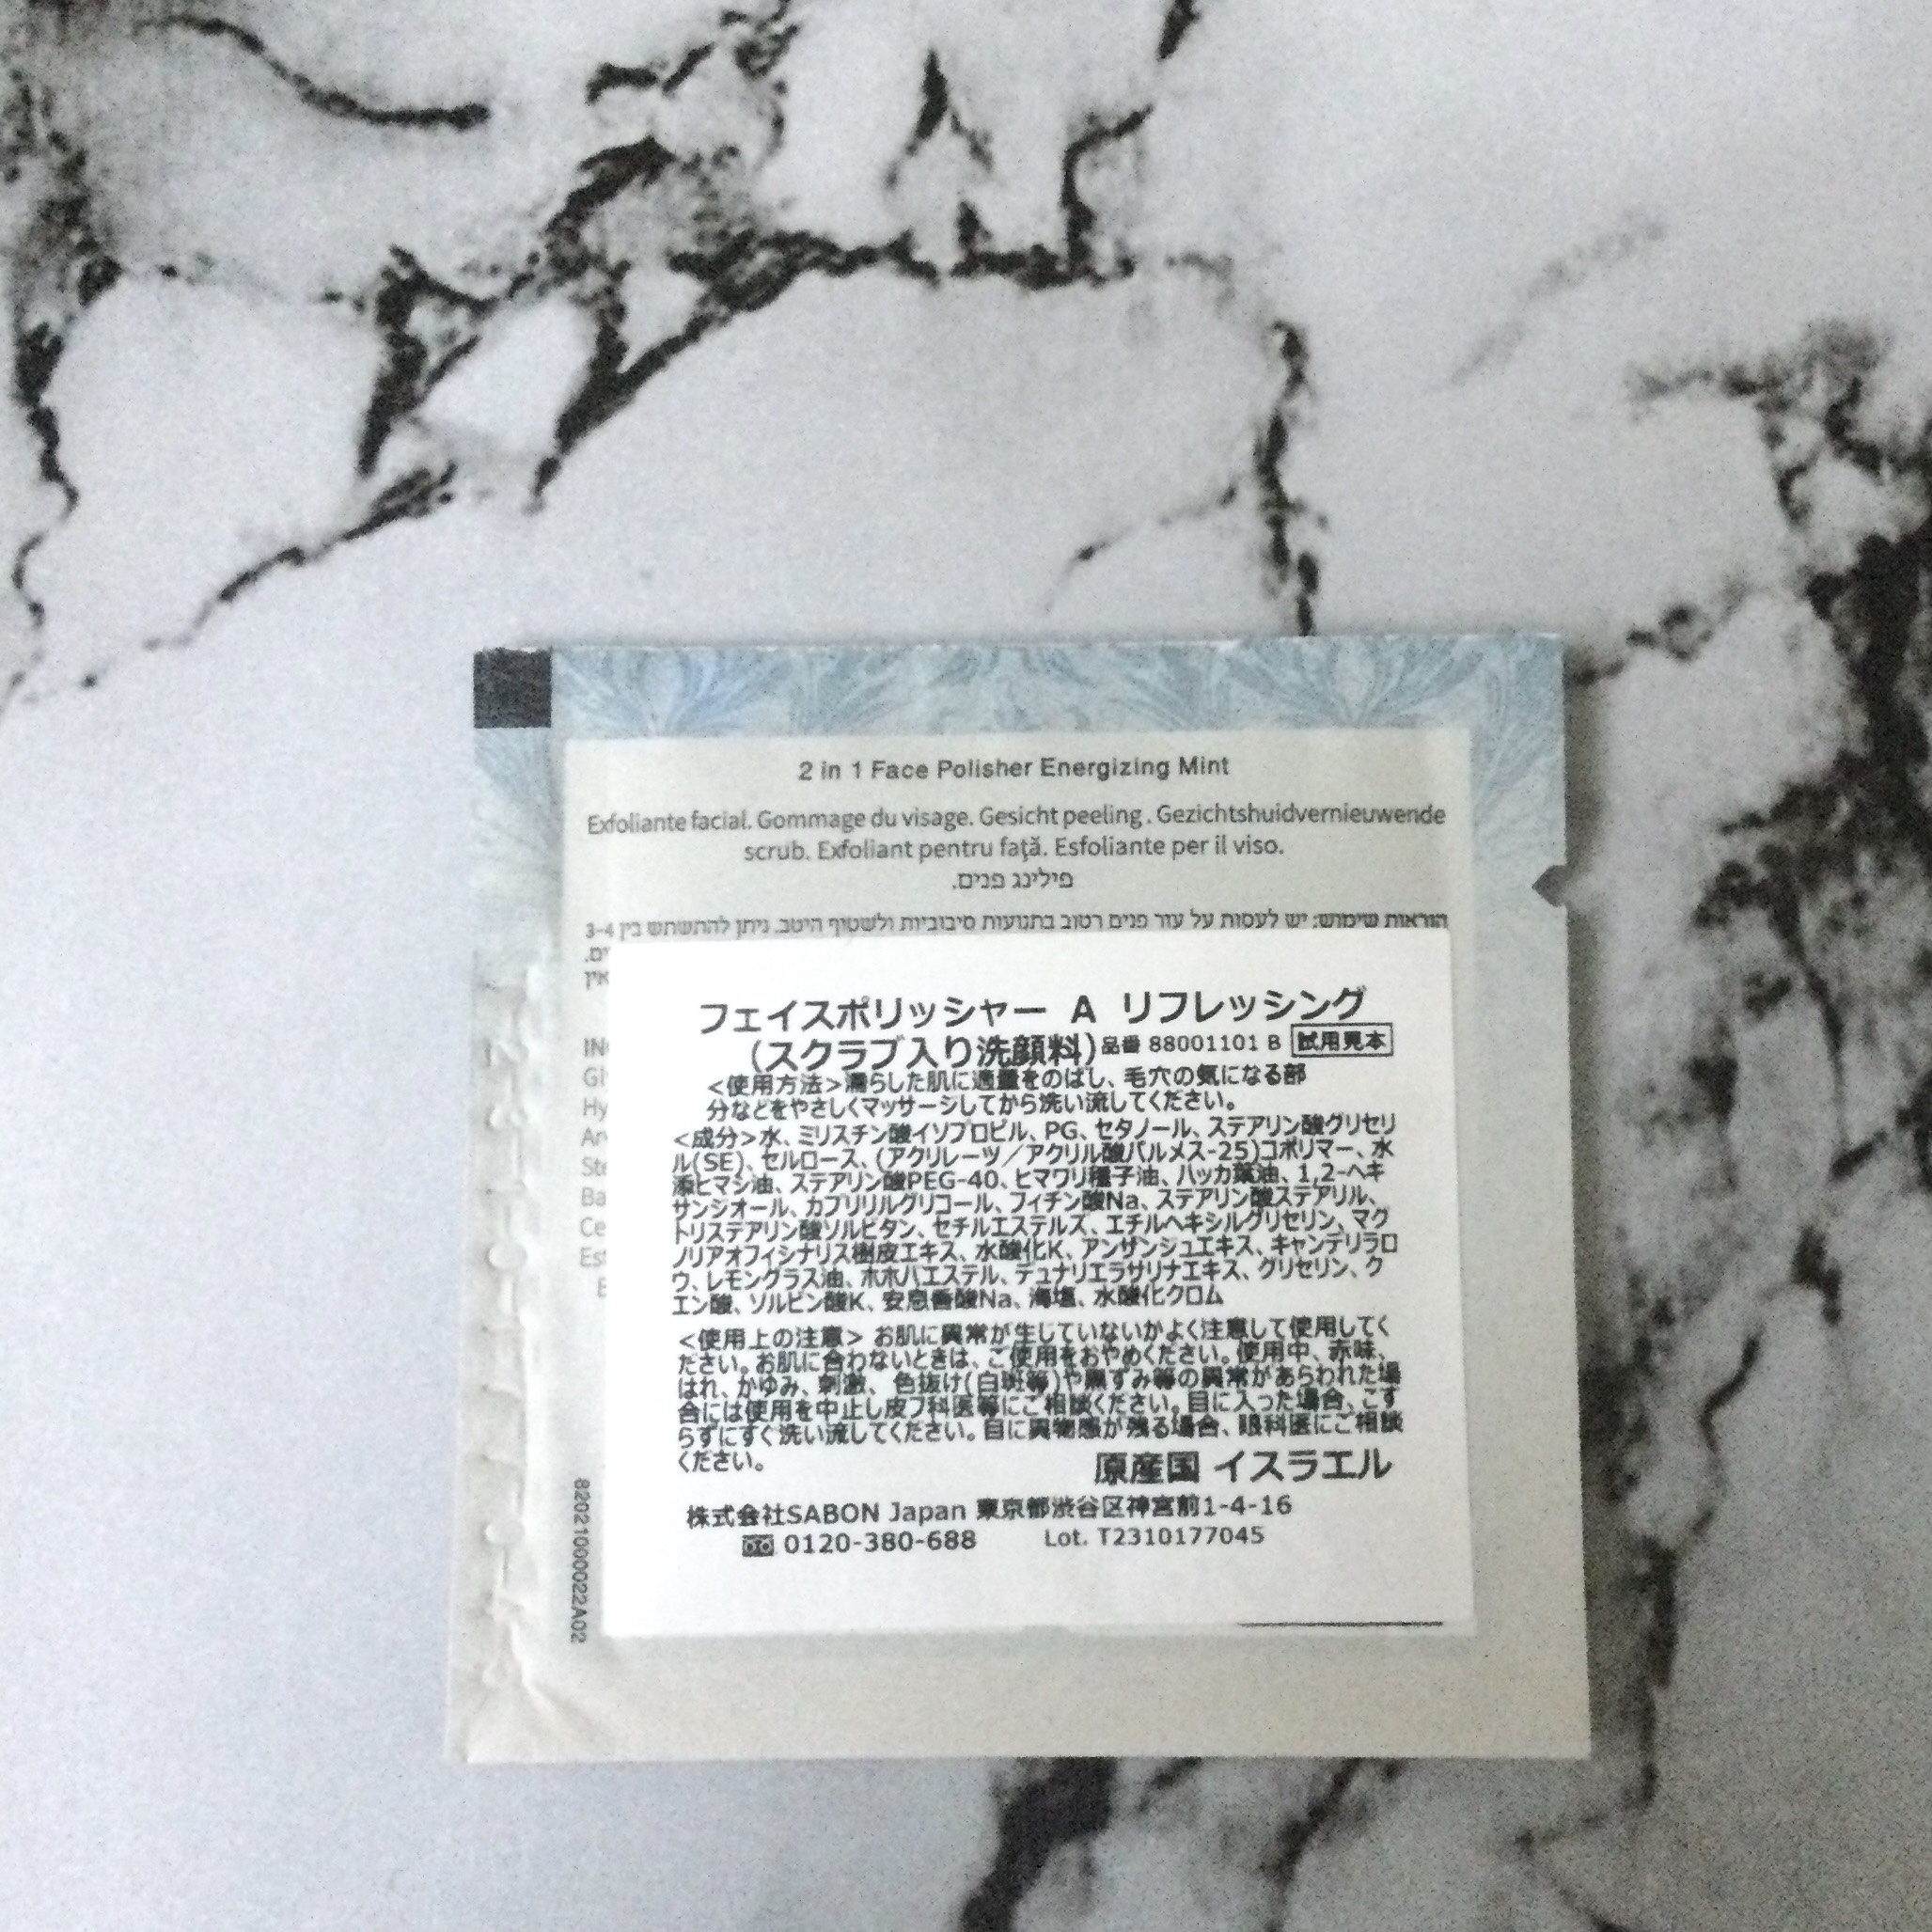 2 in 1 Face Polisher Energizing Mint
Exfoliante facial. Gommage du visage. Gesicht peeling . Gezichtshuidvernieuwende
scrub. Exfoliant pentru față. Esfoliante per il viso.
פילינג פנים.
הוראות שימוש: יש לעסות על עור פנים רטוב בתנועות סיבוביות ולשטוף היטב. ניתן להשתמש בין 3-4
フェイスポリッシャー A リフレッシング
(スクラブ入り洗顔料)品番 88001101 B 試用見本
<使用方法>濡らした肌に適量をのばし、毛穴の気になる部
分などをやさしくマッサージしてから洗い流してください。
<成分>水、ミリスチン酸イソプロピル、PG、セタノール、ステアリン酸グリセリ
ル(SE)、セルロース、(アクリレーツ/アクリル酸パルメス-25)コポリマー、水
添ヒマシ油、ステアリン酸PEG-40、ヒマワリ種子油、ハッカ葉油、1,2-ヘキ
サンジオール、カプリリルグリコール、フィチン酸Na、ステアリン酸ステアリル、
トリステアリン酸ソルビタン、セチルエステルズ、エチルヘキシルグリセリン、マグ
ノリアオフィシナリス樹皮エキス、水酸化K、アンザンジュエキス、キャンデリラロ
ウ、レモングラス油、ホホバエステル、デュナリエラサリナエキス、グリセリン、ク
エン酸、ソルビン酸K、安息香酸Na、海塩、水酸化クロム
<使用上の注意> お肌に異常が生じていないかよく注意して使用してく
ださい。お肌に合わないときは、ご使用をおやめください。使用中、赤味、
はれ、かゆみ、刺激、色抜け(白斑等)や黒ずみ等の異常があらわれた場
合には使用を中止し皮フ科医等にご相談ください。目に入った場合、こす
らずにすぐ洗い流してください。目に異物感が残る場合、眼科医にご相談
ください。
原産国 イスラエル
株式会社SABON Japan 東京都渋谷区神宮前1-4-16
0120-380-688 Lot. T2310177045
8202100002​2A02